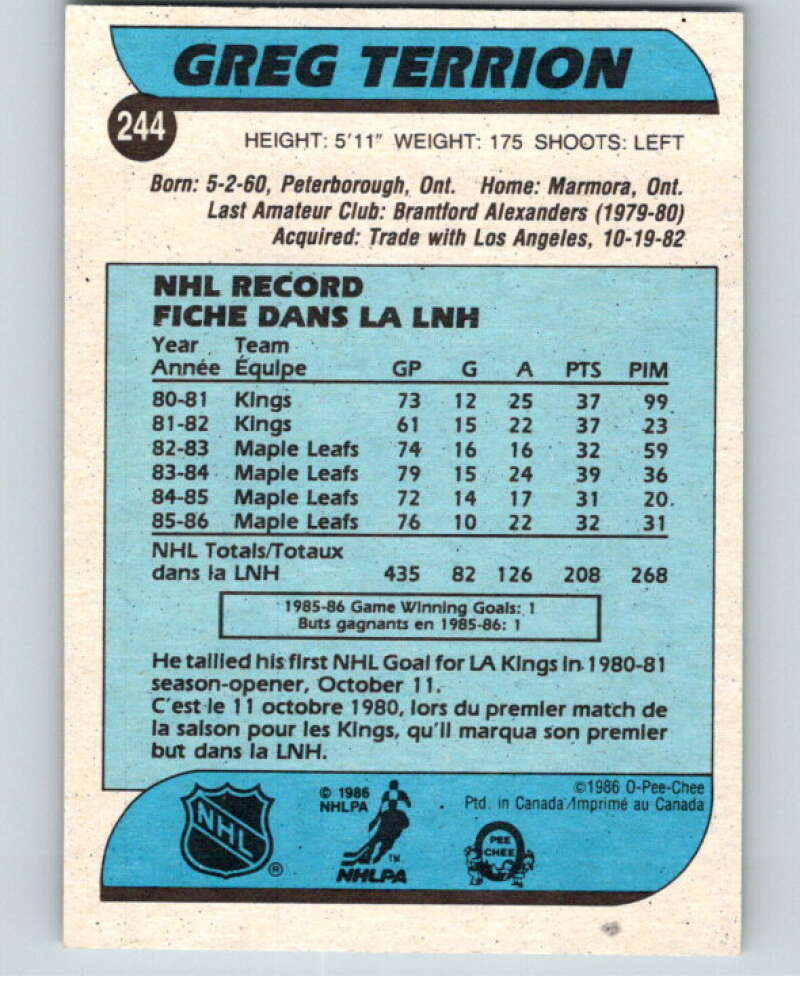 GREG TERRION
244
HEIGHT: 5'11" WEIGHT: 175 SHOOTS: LEFT
Born: 5-2-60, Peterborough, Ont. Home: Marmora, Ont.
Last Amateur Club: Brantford Alexanders (1979-80)
Acquired: Trade with Los Angeles, 10-19-82
NHL RECORD
FICHE DANS LA LNH
Year Team
Année Équipe GP G A PTS PIM
80-81 Kings 73 12 25 37 99
81-82 Kings 61 15 22 37 23
82-83 Maple Leafs 74 16 16 32 59
83-84 Maple Leafs 79 15 24 39 36
84-85 Maple Leafs 72 14 17 31 20
85-86 Maple Leafs 76 10 22 32 31
NHL Totals/Totaux
dans la LNH 435 82 126 208 268
1985-86 Game Winning Goals: 1
Buts gagnants en 1985-86: 1
He tallied his first NHL Goal for LA Kings in 1980-81
season-opener, October 11.
C'est le 11 octobre 1980, lors du premier match de
la saison pour les Kings, qu'il marqua son premier
but dans la LNH.
NHL ®
© 1986
NHLPA
TM
NHLPA
©1986 O-Pee-Chee
Ptd. in Canada/Imprimé au Canada
PEE
CHEE